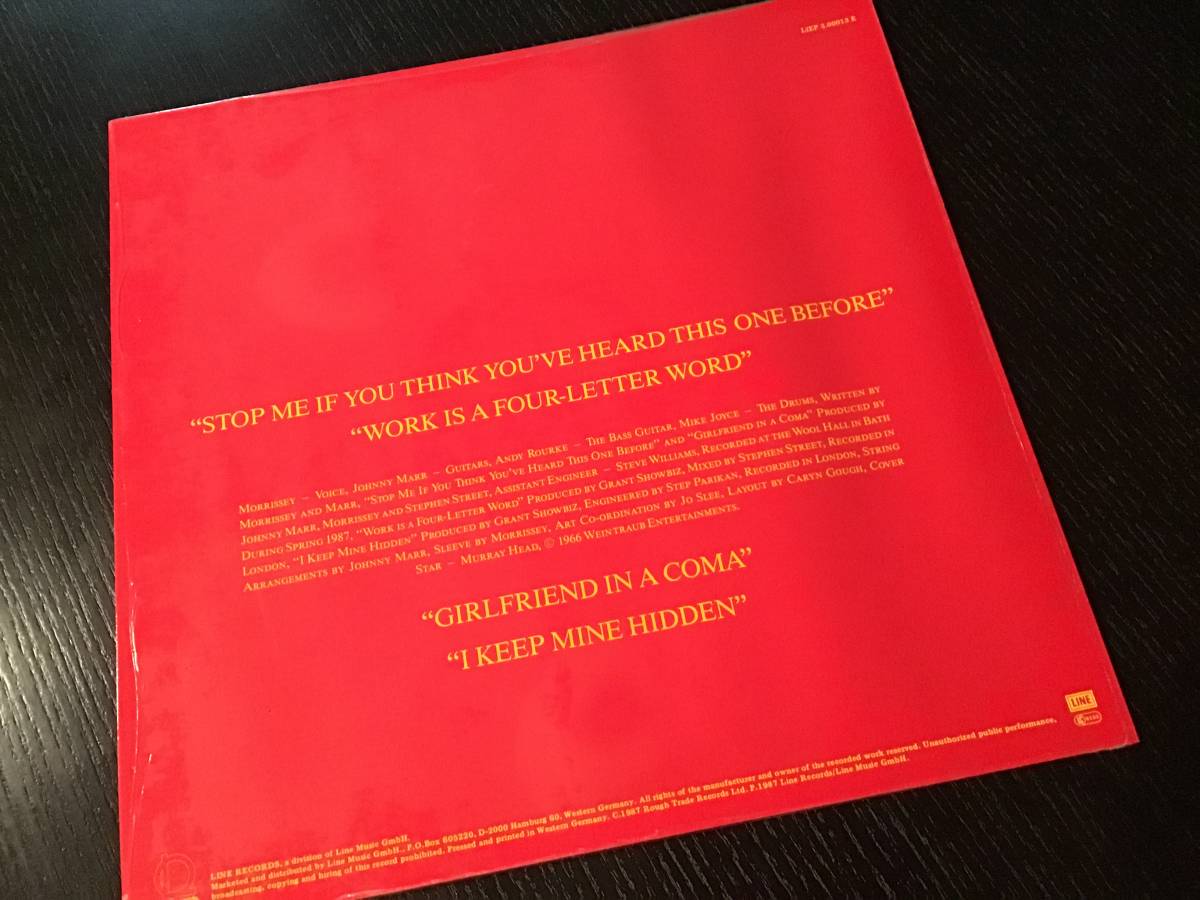 LIEP 5.00013 E
“STOP ME IF YOU THINK YOU’VE HEARD THIS ONE BEFORE”
“WORK IS A FOUR-LETTER WORD”
MORRISSEY – VOICE, JOHNNY MARR – GUITARS, ANDY ROURKE – THE BASS GUITAR, MIKE JOYCE – THE DRUMS, WRITTEN BY
MORRISSEY AND MARR, “STOP ME IF YOU THINK YOU’VE HEARD THIS ONE BEFORE” AND “GIRLFRIEND IN A COMA” PRODUCED BY
JOHNNY MARR, MORRISSEY AND STEPHEN STREET, ASSISTANT ENGINEER – STEVE WILLIAMS, RECORDED AT THE WOOL HALL IN BATH
DURING SPRING 1987. “WORK IS A FOUR-LETTER WORD” PRODUCED BY GRANT SHOWBIZ, MIXED BY STEPHEN STREET, RECORDED IN
LONDON, “I KEEP MINE HIDDEN” PRODUCED BY GRANT SHOWBIZ, ENGINEERED BY STEP PARIKAN, RECORDED IN LONDON, STRING
ARRANGEMENTS BY JOHNNY MARR, SLEEVE BY MORRISSEY, ART CO-ORDINATION BY JO SLEE, LAYOUT BY CARYN GOUGH, COVER
STAR – MURRAY HEAD, © 1966 WEINTRAUB ENTERTAINMENTS.
“GIRLFRIEND IN A COMA”
“I KEEP MINE HIDDEN”
LINE
LINE RECORDS, a division of Line Music GmbH.
Marketed and distributed by Line Music GmbH., P.O.Box 605220, D-2000 Hamburg 60, Western Germany. All rights of the manufacturer and owner of the recorded work reserved. Unauthorized public performance,
broadcasting, copying and hiring of this record prohibited. Pressed and printed in Western Germany. C.1987 Rough Trade Records Ltd. P.1987 Line Records/Line Music GmbH.